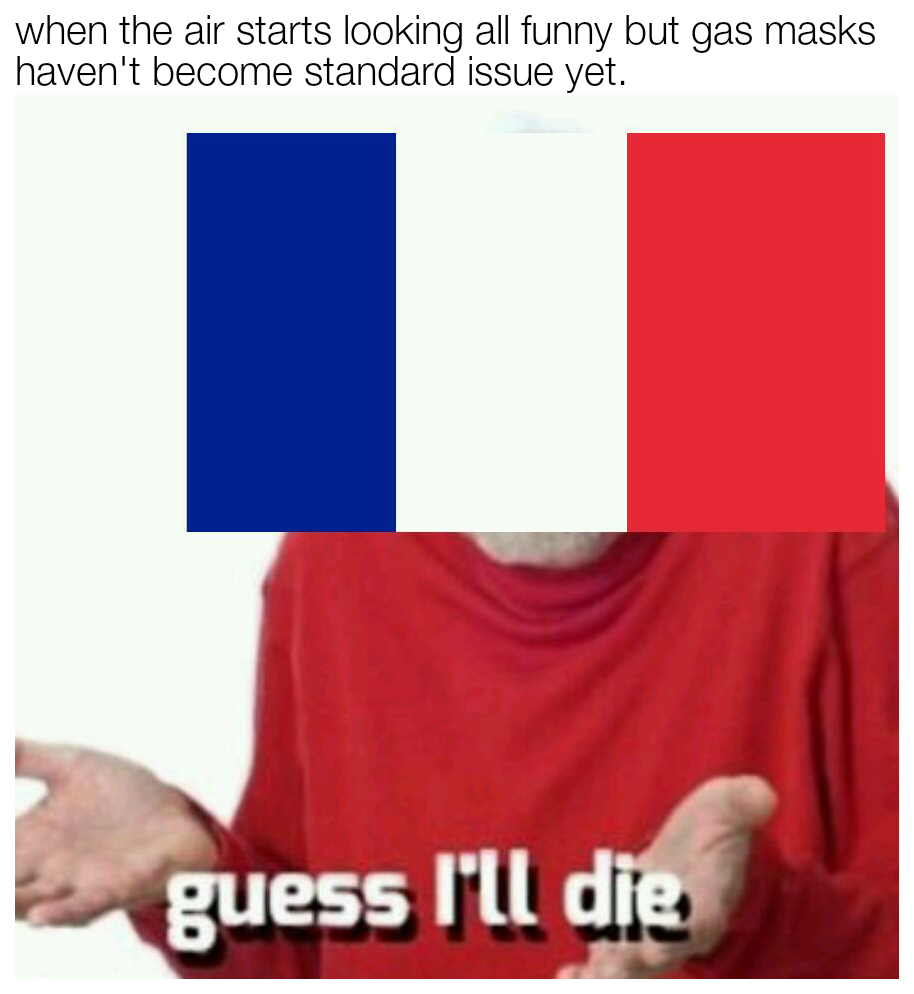 when the air starts looking all funny but gas masks
haven't become standard issue yet.
guess I'll die